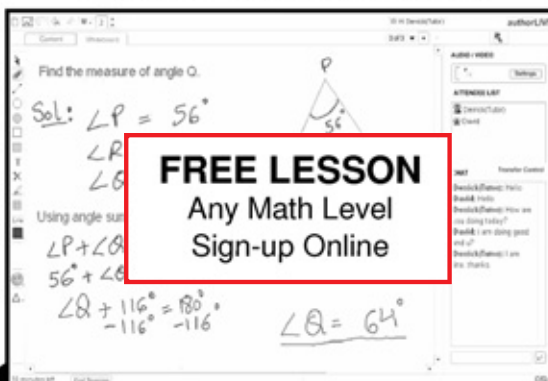 authorLIVE
Content Whiteboard
AUDIO / VIDEO
Settings
Find the measure of angle Q.
P
ATTENDEE LIST
Sol: ∠P = 56°
56°
Derrick(Tutor)
David
∠R
∠Q
FREE LESSON
Any Math Level
Sign-up Online
Transfer Control
Derrick(Tutor): Hello
David: Hello
Derrick(Tutor): How are
you doing today?
David: I am doing good
and u?
Derrick(Tutor): I am
fine, thanks.
Using angle sum
∠P+∠Q
56°+∠Q
∠Q + 116° = 180°
-116° -116°
∠Q = 64°